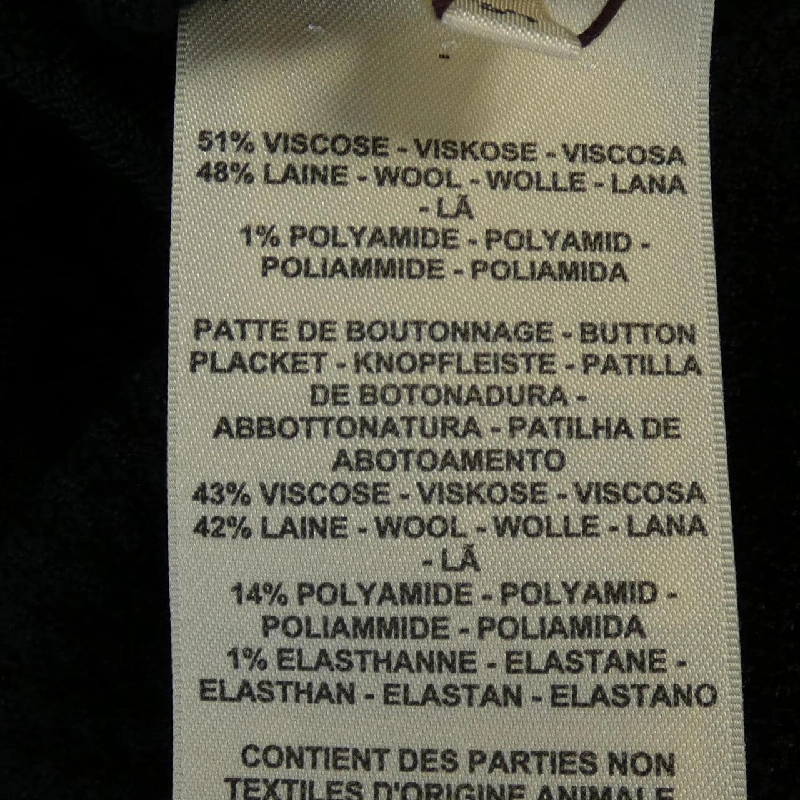 51% VISCOSE - VISKOSE - VISCOSA
48% LAINE - WOOL - WOLLE - LANA
- LÃ
1% POLYAMIDE - POLYAMID -
POLIAMMIDE - POLIAMIDA
PATTE DE BOUTONNAGE - BUTTON
PLACKET - KNOPFLEISTE - PATILLA
DE BOTONADURA -
ABBOTTONATURA - PATILHA DE
ABOTOAMENTO
43% VISCOSE - VISKOSE - VISCOSA
42% LAINE - WOOL - WOLLE - LANA
- LÃ
14% POLYAMIDE - POLYAMID -
POLIAMMIDE - POLIAMIDA
1% ELASTHANNE - ELASTANE -
ELASTHAN - ELASTAN - ELASTANO
CONTIENT DES PARTIES NON
TEXTILES D'ORIGINE ANIMALE